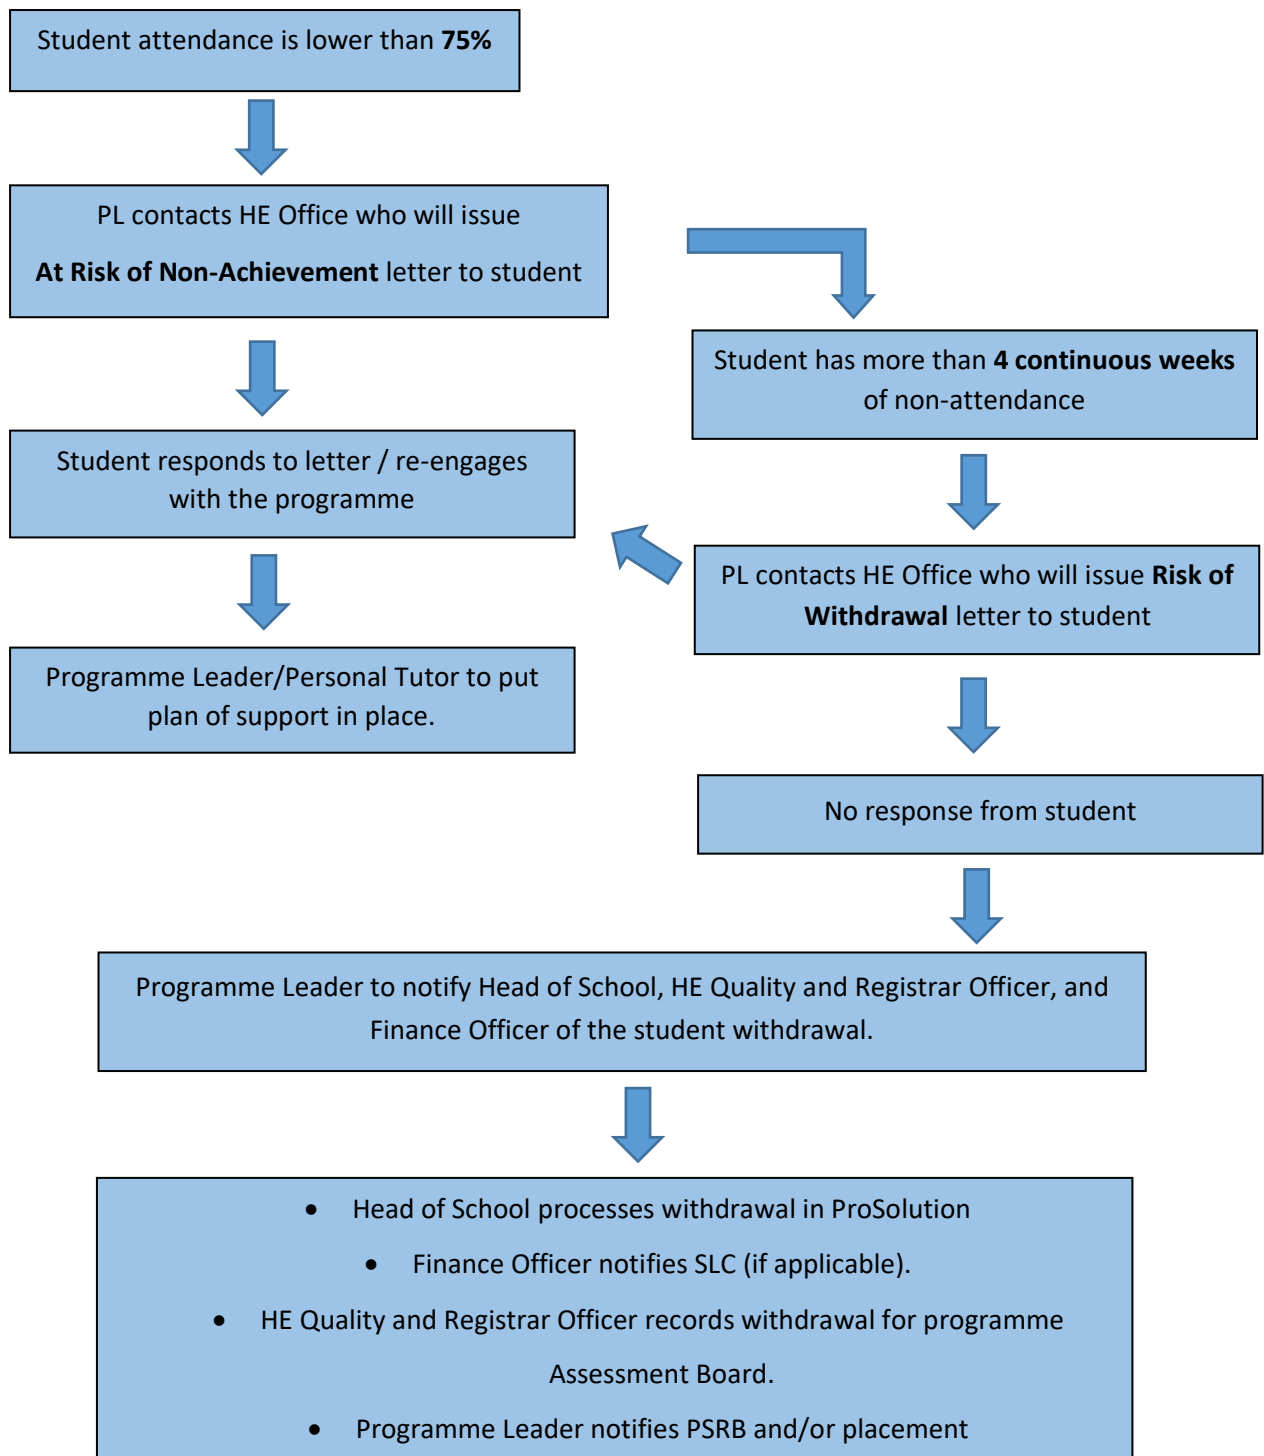 Student attendance is lower than 75%
PL contacts HE Office who will issue
At Risk of Non-Achievement letter to student
Student has more than 4 continuous weeks
of non-attendance
Student responds to letter / re-engages
with the programme
PL contacts HE Office who will issue Risk of
Withdrawal letter to student
Programme Leader/Personal Tutor to put
plan of support in place.
No response from student
Programme Leader to notify Head of School, HE Quality and Registrar Officer, and
Finance Officer of the student withdrawal.
• Head of School processes withdrawal in ProSolution
• Finance Officer notifies SLC (if applicable).
• HE Quality and Registrar Officer records withdrawal for programme
Assessment Board.
• Programme Leader notifies PSRB and/or placement